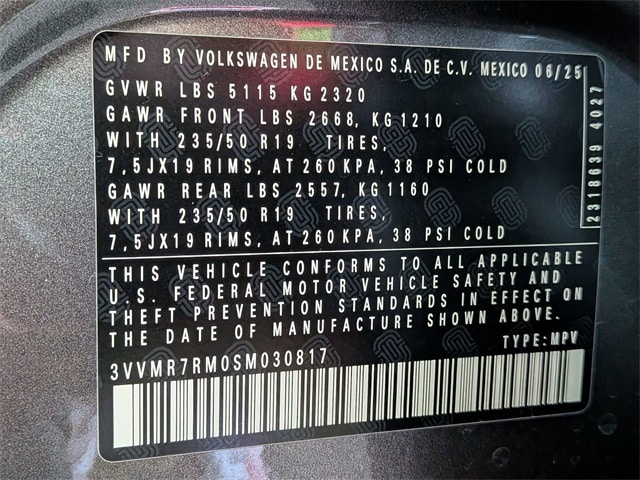 MFD BY VOLKSWAGEN DE MEXICO S.A. DE C.V. MEXICO 06/25
GVWR LBS 5115 KG 2320
GAWR FRONT LBS 2668, KG 1210
WITH 235/50 R19 TIRES,
7,5JX19 RIMS, AT 260 KPA, 38 PSI COLD
GAWR REAR LBS 2557, KG 1160
WITH 235/50 R19 TIRES,
7,5JX19 RIMS, AT 260 KPA, 38 PSI COLD
2318639 4027
THIS VEHICLE CONFORMS TO ALL APPLICABLE
U.S. FEDERAL MOTOR VEHICLE SAFETY AND
THEFT PREVENTION STANDARDS IN EFFECT ON
THE DATE OF MANUFACTURE SHOWN ABOVE.
TYPE: MPV
3VVMR7RM0SM030817